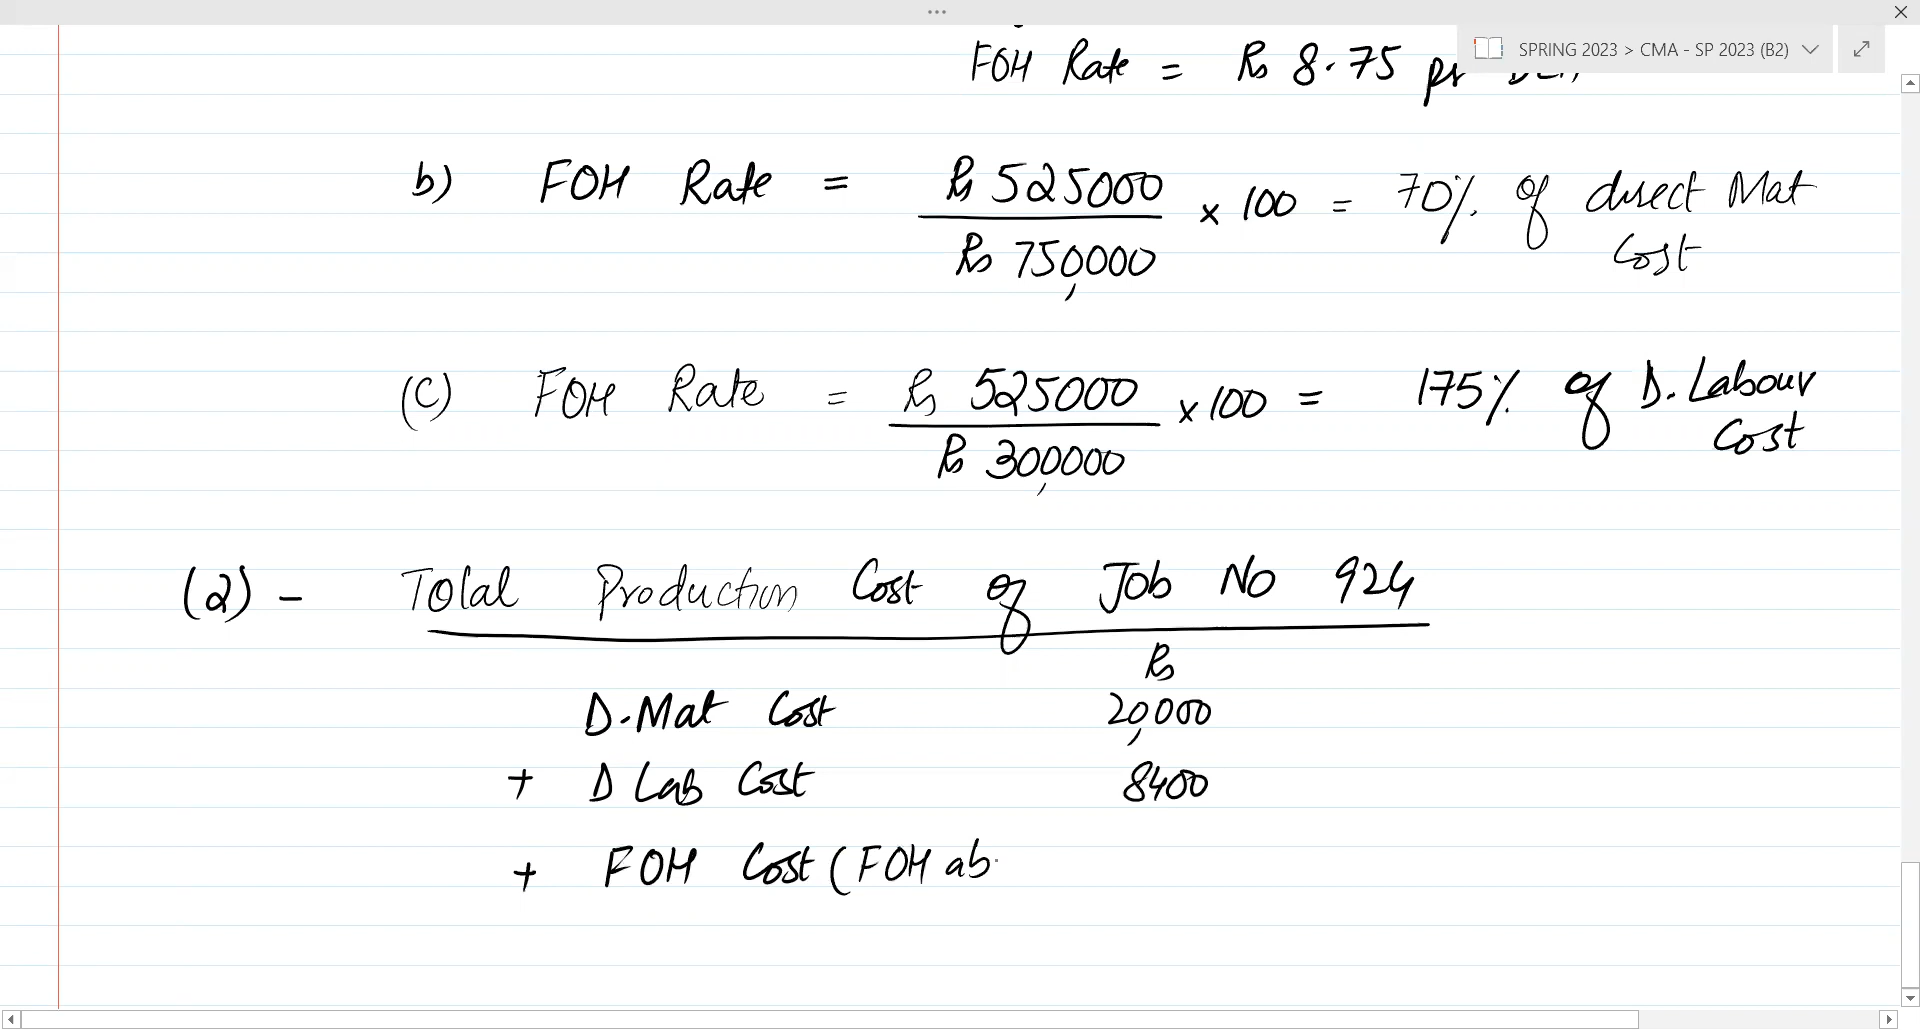 SPRING 2023 > CMA - SP 2023 (B2)
FOH Rate = Rs 8.75 pr
b) FOH Rate = Rs 525000 / Rs 750,000 × 100 = 70% of direct Mat Cost
(C) FOH Rate = Rs 525000 / Rs 300,000 × 100 = 175% of D. Labour Cost
(2) - Total Production Cost of Job No 924
Rs
D. Mat Cost 20,000
+ D Lab Cost 8400
+ FOH Cost (FOH ab